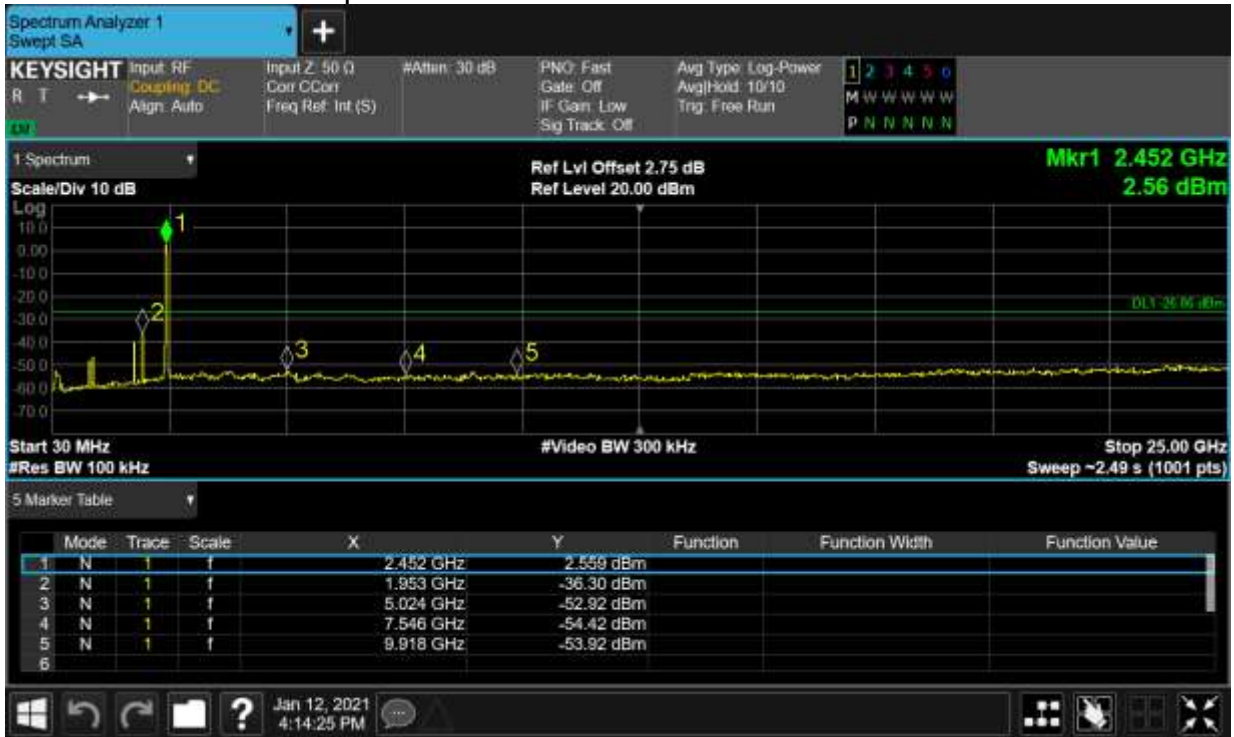 Spectrum Analyzer 1
Swept SA
+
KEYSIGHT Input: RF Input Z: 50 Ω #Atten: 30 dB PNO: Fast Avg Type: Log-Power 1 2 3 4 5 6
R T Coupling: DC Corr CCorr Gate: Off Avg|Hold: 10/10 M W W W W W
Align: Auto Freq Ref: Int (S) IF Gain: Low Trig: Free Run
Sig Track: Off P N N N N N
1 Spectrum Ref Lvl Offset 2.75 dB Mkr1 2.452 GHz
Scale/Div 10 dB Ref Level 20.00 dBm 2.56 dBm
Log
10.0
0.00
-10.0
-20.0
-30.0
-40.0
-50.0
-60.0
-70.0
1
2
3
4
5
Start 30 MHz #Video BW 300 kHz Stop 25.00 GHz
#Res BW 100 kHz Sweep ~2.49 s (1001 pts)
5 Marker Table
Mode Trace Scale X Y Function Function Width Function Value
1 N 1 f 2.452 GHz 2.559 dBm
2 N 1 f 1.953 GHz -36.30 dBm
3 N 1 f 5.024 GHz -52.92 dBm
4 N 1 f 7.546 GHz -54.42 dBm
5 N 1 f 9.918 GHz -53.92 dBm
6
? Jan 12, 2021
4:14:25 PM